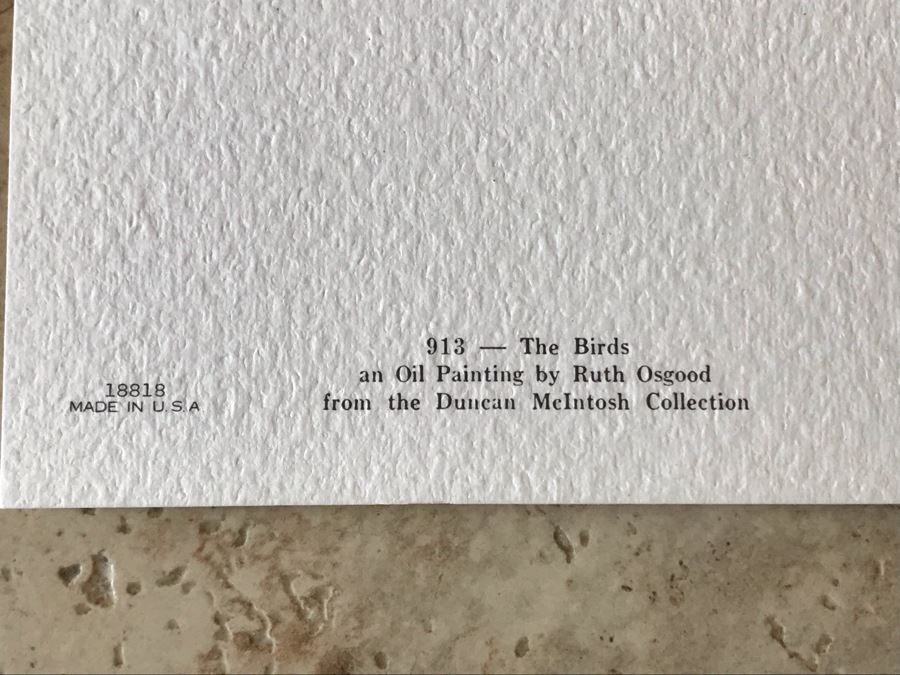 913 — The Birds
an Oil Painting by Ruth Osgood
from the Duncan McIntosh Collection
18818
MADE IN U.S.A